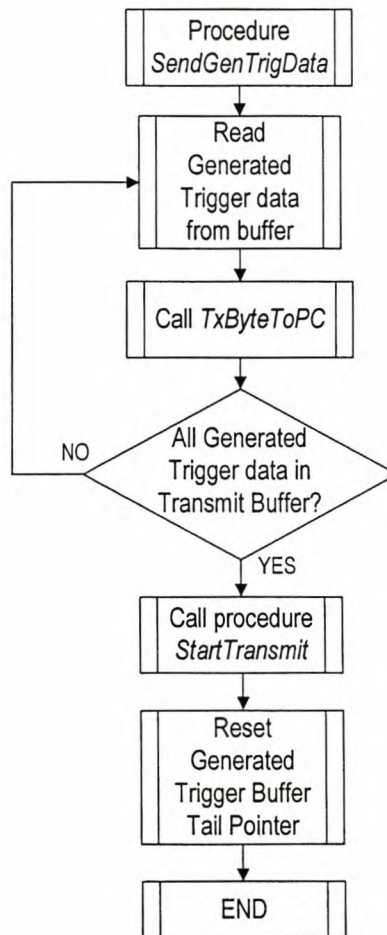 Procedure
SendGenTrigData
Read
Generated
Trigger data
from buffer
Call TxByteToPC
All Generated
Trigger data in
Transmit Buffer?
NO
YES
Call procedure
StartTransmit
Reset
Generated
Trigger Buffer
Tail Pointer
END